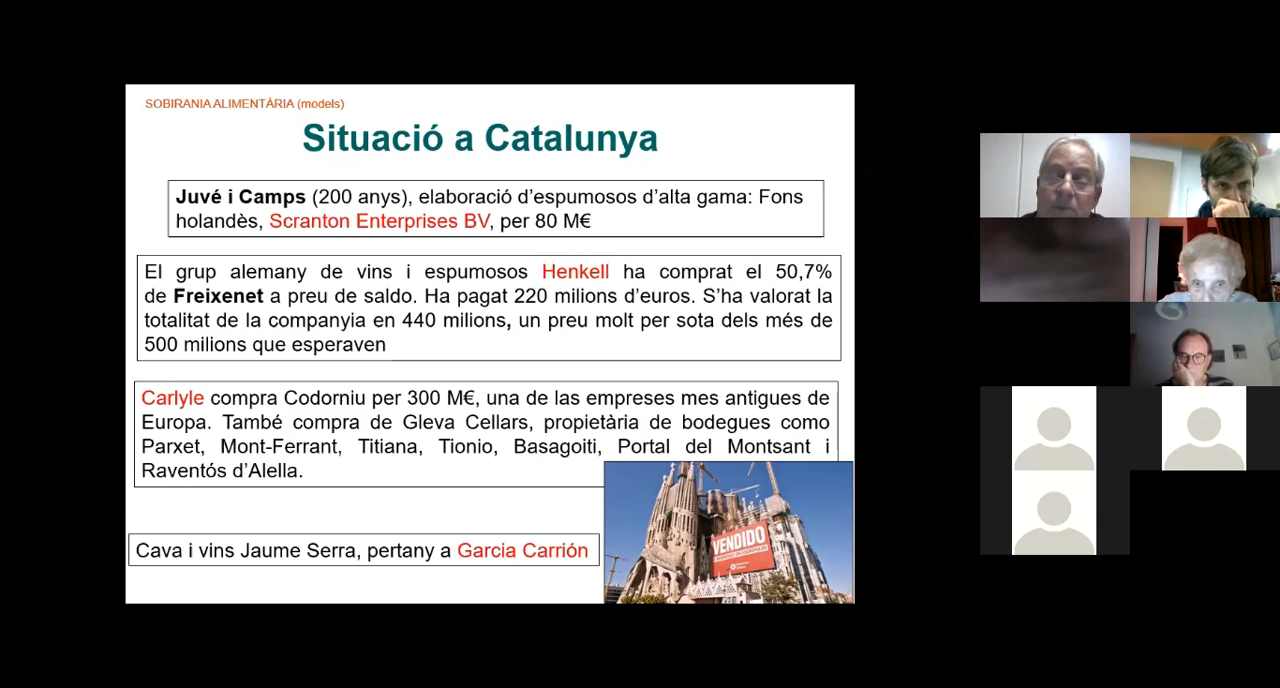 SOBIRANIA ALIMENTÀRIA (models)
Situació a Catalunya
Juvé i Camps (200 anys), elaboració d’espumosos d’alta gama: Fons
holandès, Scranton Enterprises BV, per 80 M€
El grup alemany de vins i espumosos Henkell ha comprat el 50,7%
de Freixenet a preu de saldo. Ha pagat 220 milions d’euros. S’ha valorat la
totalitat de la companyia en 440 milions, un preu molt per sota dels més de
500 milions que esperaven
Carlyle compra Codorniu per 300 M€, una de las empreses mes antigues de
Europa. També compra de Gleva Cellars, propietària de bodegues como
Parxet, Mont-Ferrant, Titiana, Tionio, Basagoiti, Portal del Montsant i
Raventós d’Alella.
Cava i vins Jaume Serra, pertany a Garcia Carrión
VENDIDO